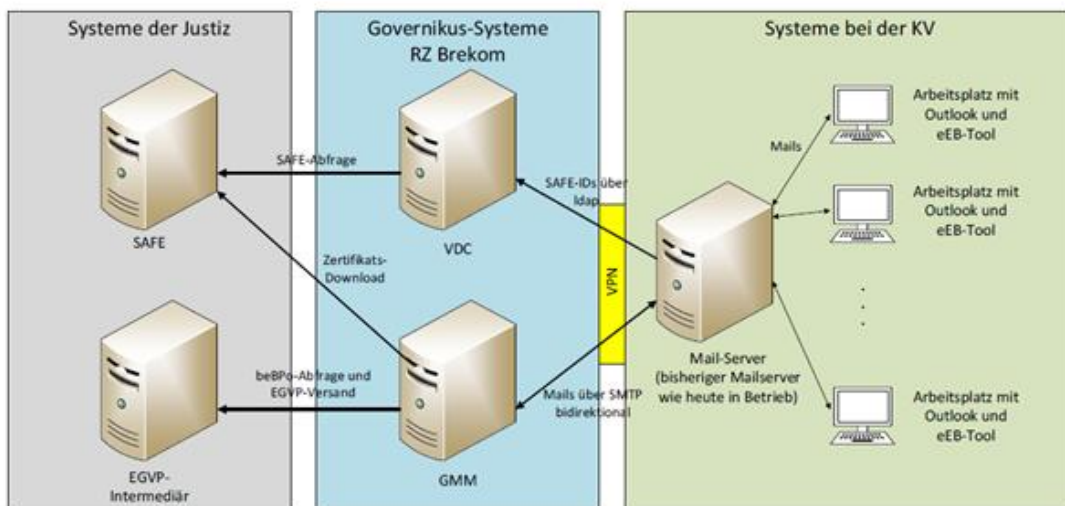 Systeme der Justiz
SAFE
EGVP-
Intermediär
Governikus-Systeme
RZ Brekom
SAFE-Abfrage
VDC
Zertifikats-
Download
beBPo-Abfrage und
EGVP-Versand
GMM
SAFE-IDs über
ldap
VPN
Mails über SMTP
bidirektional
Systeme bei der KV
Mails
Mail-Server
(bisheriger Mailserver
wie heute in Betrieb)
Arbeitsplatz mit
Outlook und
eEB-Tool
Arbeitsplatz mit
Outlook und
eEB-Tool
.
.
.
Arbeitsplatz mit
Outlook und
eEB-Tool